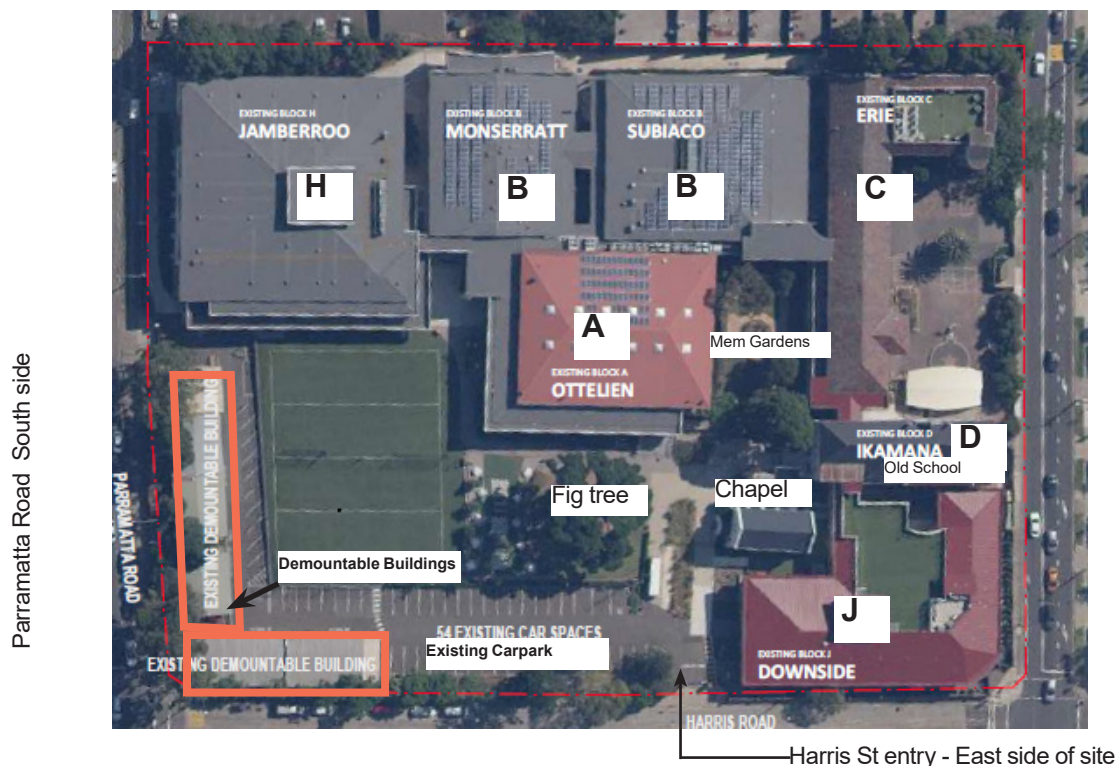 EXISTING BLOCK H
JAMBERROO
H
EXISTING BLOCK B
MONSERRATT
B
EXISTING BLOCK B
SUBIACO
B
EXISTING BLOCK C
ERIE
C
A
EXISTING BLOCK A
OTTELIEN
Mem Gardens
EXISTING BLOCK D
IKAMANA
D
Old School
Parramatta Road South side
PARRAMATTA ROAD
EXISTING DEMOUNTABLE BUILDING
Fig tree
Chapel
Demountable Buildings
J
54 EXISTING CAR SPACES
Existing Carpark
EXISTING DEMOUNTABLE BUILDING
EXISTING BLOCK J
DOWNSIDE
HARRIS ROAD
Harris St entry - East side of site